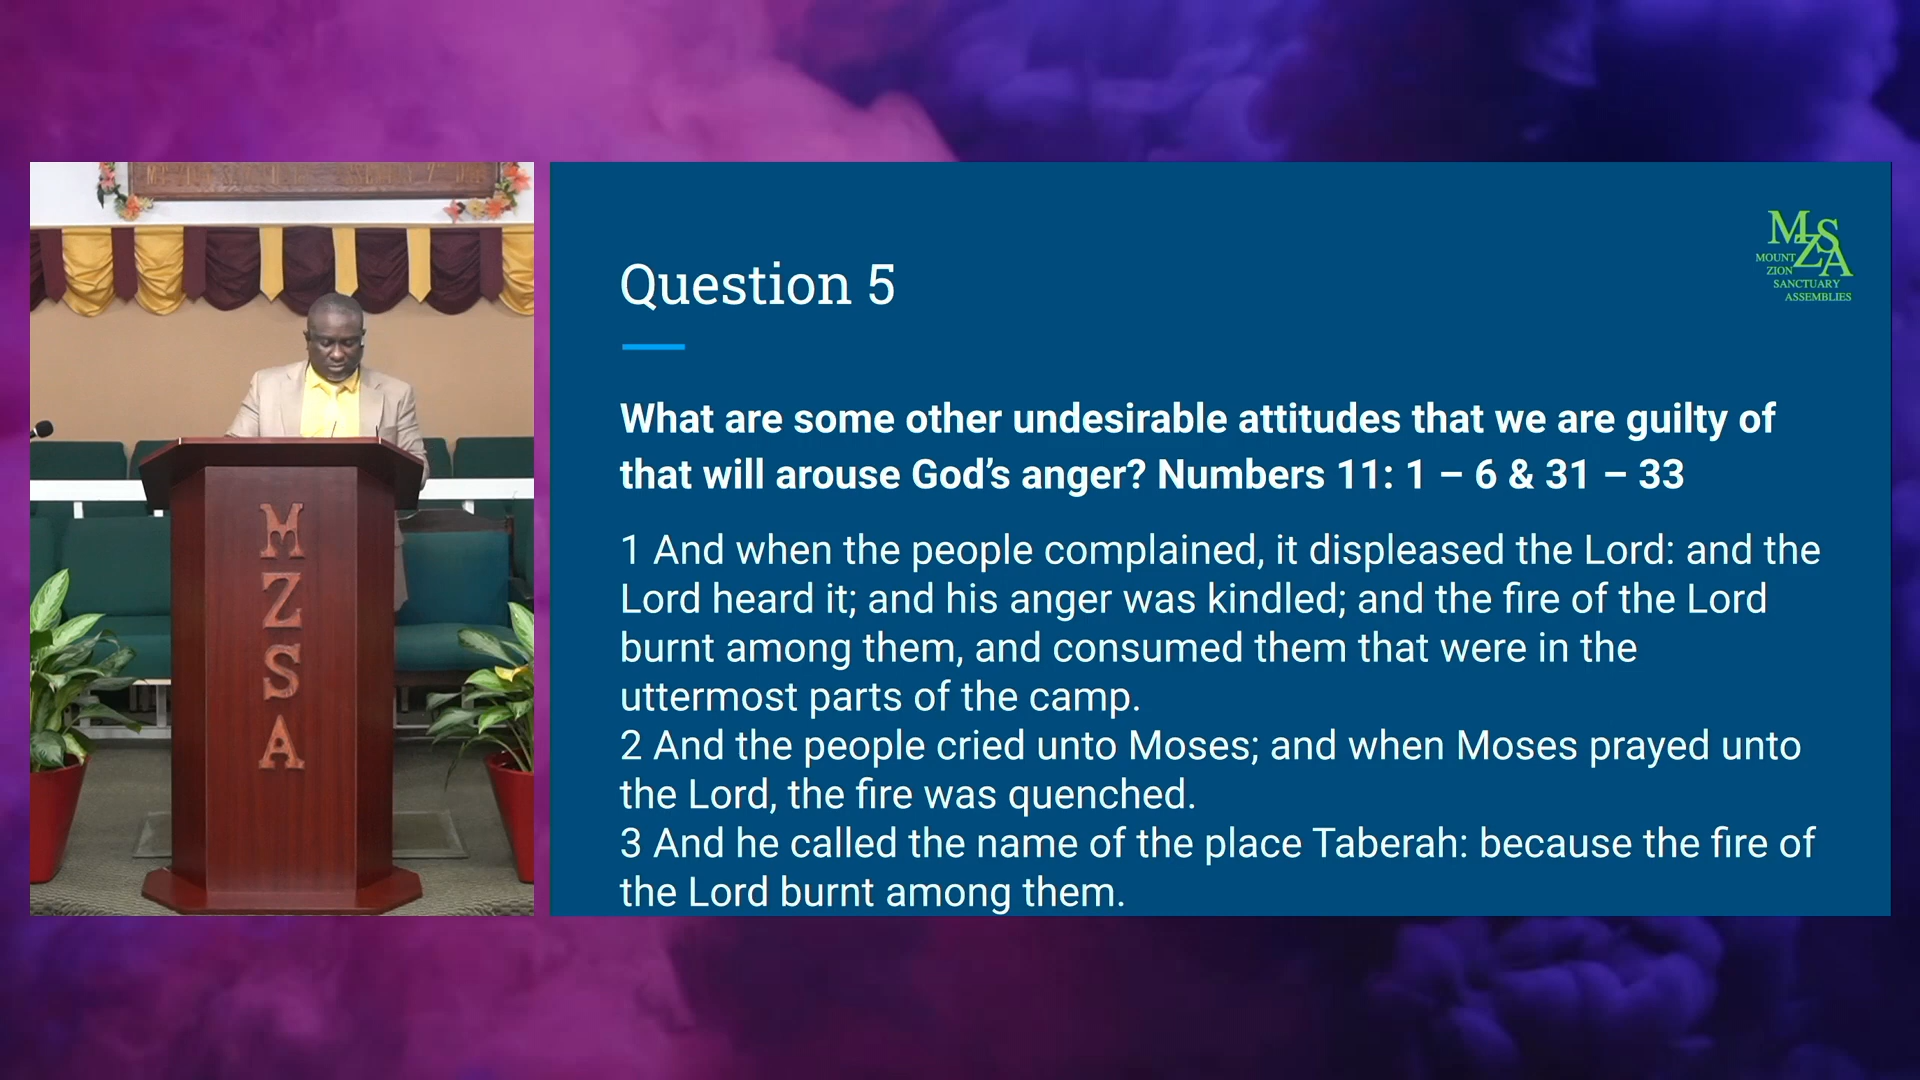 M
Z
S
A
MZSA
MOUNT
ZION
SANCTUARY
ASSEMBLIES
Question 5
What are some other undesirable attitudes that we are guilty of
that will arouse God’s anger? Numbers 11: 1 – 6 & 31 – 33
1 And when the people complained, it displeased the Lord: and the
Lord heard it; and his anger was kindled; and the fire of the Lord
burnt among them, and consumed them that were in the
uttermost parts of the camp.
2 And the people cried unto Moses; and when Moses prayed unto
the Lord, the fire was quenched.
3 And he called the name of the place Taberah: because the fire of
the Lord burnt among them.